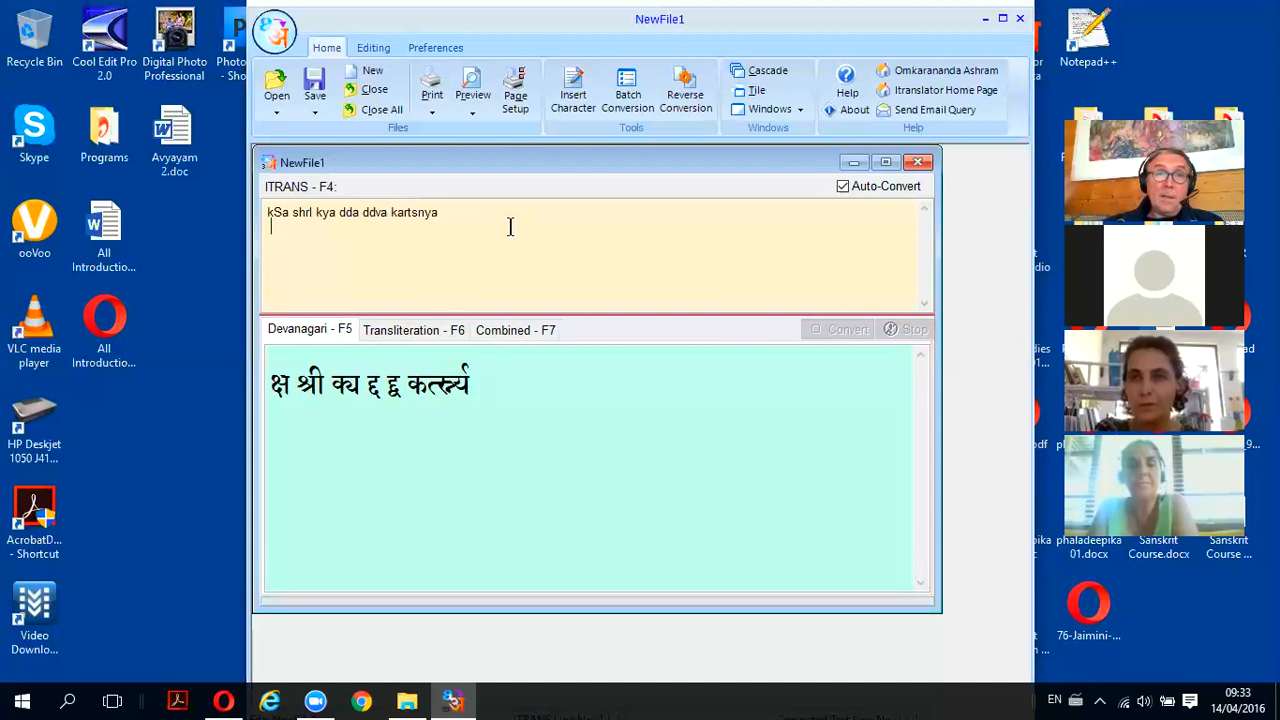 NewFile1
Recycle Bin
Cool Edit Pro
2.0
Digital Photo
Professional
Home
Editing
Preferences
Open
Save
New
Close
Close All
Files
Print
Preview
Page
Setup
Insert
Character
Batch
Conversion
Reverse
Conversion
Tools
Cascade
Tile
Windows
Windows
Help
About
Omkarananda Ashram
Itranslator Home Page
Send Email Query
Help
Notepad++
Skype
Programs
Avyayam
2.doc
NewFile1
ITRANS - F4:
Auto-Convert
kSa shrI kya dda ddva kartsnya
ooVoo
All
Introductio...
Devanagari - F5
Transliteration - F6
Combined - F7
Convert
Stop
क्ष श्री क्य द्द द्द्व कर्त्स्न्य
VLC media
player
All
Introductio...
HP Deskjet
1050 J41...
AcrobatD...
- Shortcut
phaladeepika
01.docx
Sanskrit
Course.docx
Sanskrit
Course ...
Video
Downlo...
76-Jaimini-...
EN
09:33
14/04/2016